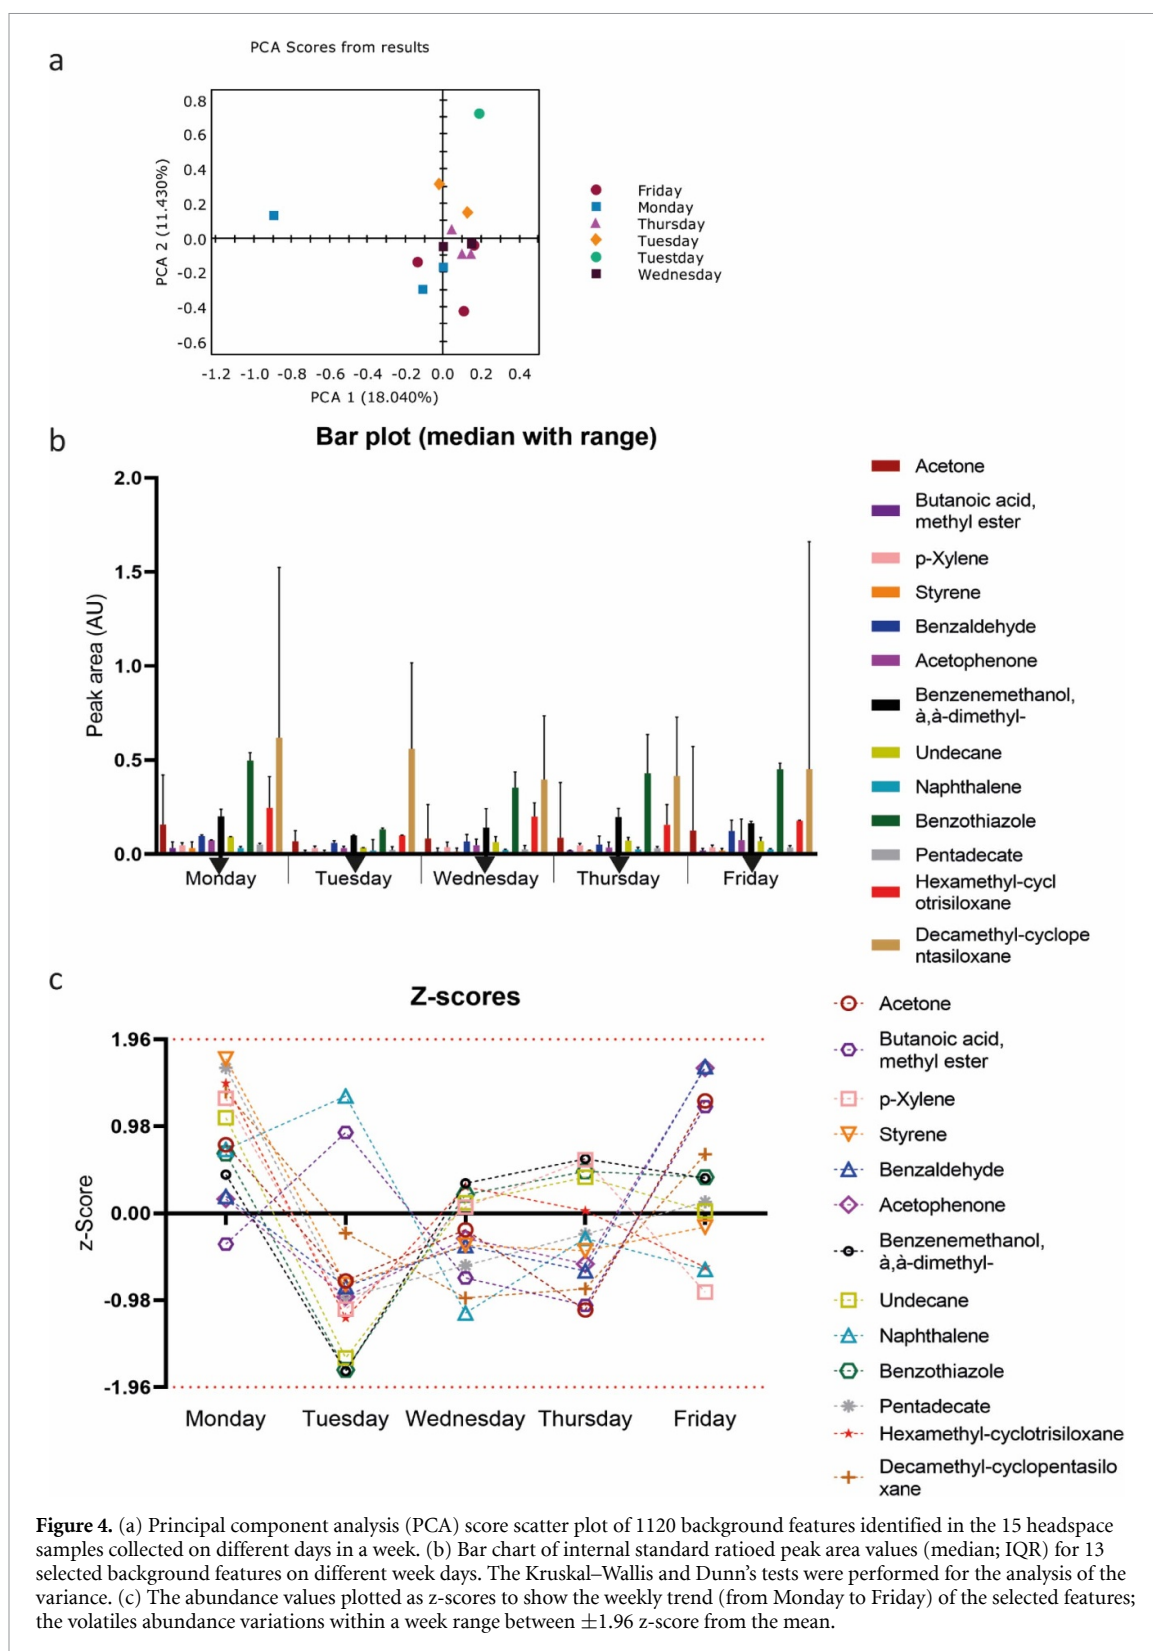 a
PCA Scores from results
PCA 2 (11.430%)
0.8
0.6
0.4
0.2
0.0
-0.2
-0.4
-0.6
-1.2 -1.0 -0.8 -0.6 -0.4 -0.2 0.0 0.2 0.4
PCA 1 (18.040%)
Friday
Monday
Thursday
Tuesday
Tuestday
Wednesday
b
Bar plot (median with range)
Peak area (AU)
2.0
1.5
1.0
0.5
0.0
Monday
Tuesday
Wednesday
Thursday
Friday
Acetone
Butanoic acid,
methyl ester
p-Xylene
Styrene
Benzaldehyde
Acetophenone
Benzenemethanol,
à,à-dimethyl-
Undecane
Naphthalene
Benzothiazole
Pentadecate
Hexamethyl-cycl
otrisiloxane
Decamethyl-cyclope
ntasiloxane
c
Z-scores
z-Score
1.96
0.98
0.00
-0.98
-1.96
Monday
Tuesday
Wednesday
Thursday
Friday
Acetone
Butanoic acid,
methyl ester
p-Xylene
Styrene
Benzaldehyde
Acetophenone
Benzenemethanol,
à,à-dimethyl-
Undecane
Naphthalene
Benzothiazole
Pentadecate
Hexamethyl-cyclotrisiloxane
Decamethyl-cyclopentasilo
xane
Figure 4. (a) Principal component analysis (PCA) score scatter plot of 1120 background features identified in the 15 headspace
samples collected on different days in a week. (b) Bar chart of internal standard ratioed peak area values (median; IQR) for 13
selected background features on different week days. The Kruskal–Wallis and Dunn's tests were performed for the analysis of the
variance. (c) The abundance values plotted as z-scores to show the weekly trend (from Monday to Friday) of the selected features;
the volatiles abundance variations within a week range between ±1.96 z-score from the mean.